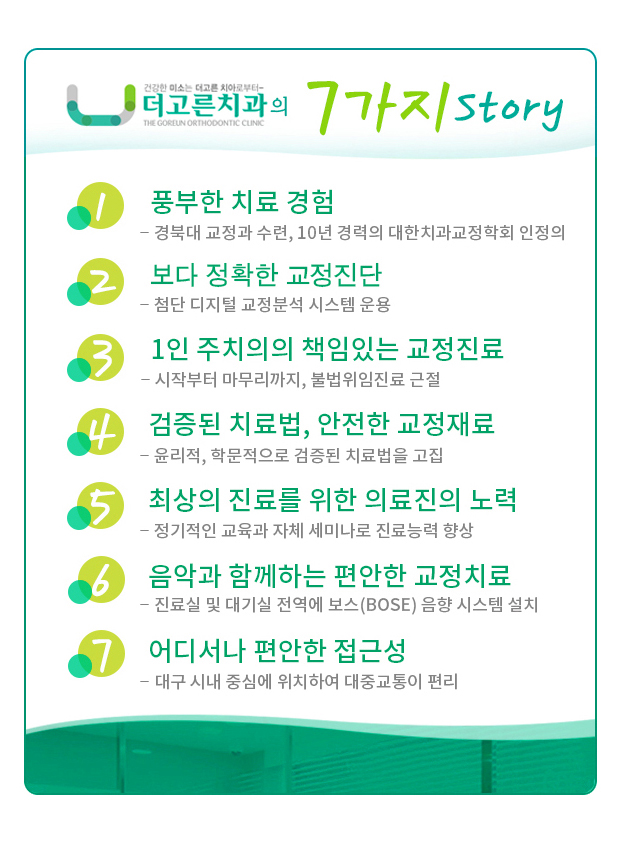 건강한 미소는 더고른 치아로부터~
더고른치과의 7가지 Story
THE GOREUN ORTHODONTIC CLINIC
1 풍부한 치료 경험
– 경북대 교정과 수련, 10년 경력의 대한치과교정학회 인정의
2 보다 정확한 교정진단
– 첨단 디지털 교정분석 시스템 운용
3 1인 주치의의 책임있는 교정진료
– 시작부터 마무리까지, 불법위임진료 근절
4 검증된 치료법, 안전한 교정재료
– 윤리적, 학문적으로 검증된 치료법을 고집
5 최상의 진료를 위한 의료진의 노력
– 정기적인 교육과 자체 세미나로 진료능력 향상
6 음악과 함께하는 편안한 교정치료
– 진료실 및 대기실 전역에 보스(BOSE) 음향 시스템 설치
7 어디서나 편안한 접근성
– 대구 시내 중심에 위치하여 대중교통이 편리